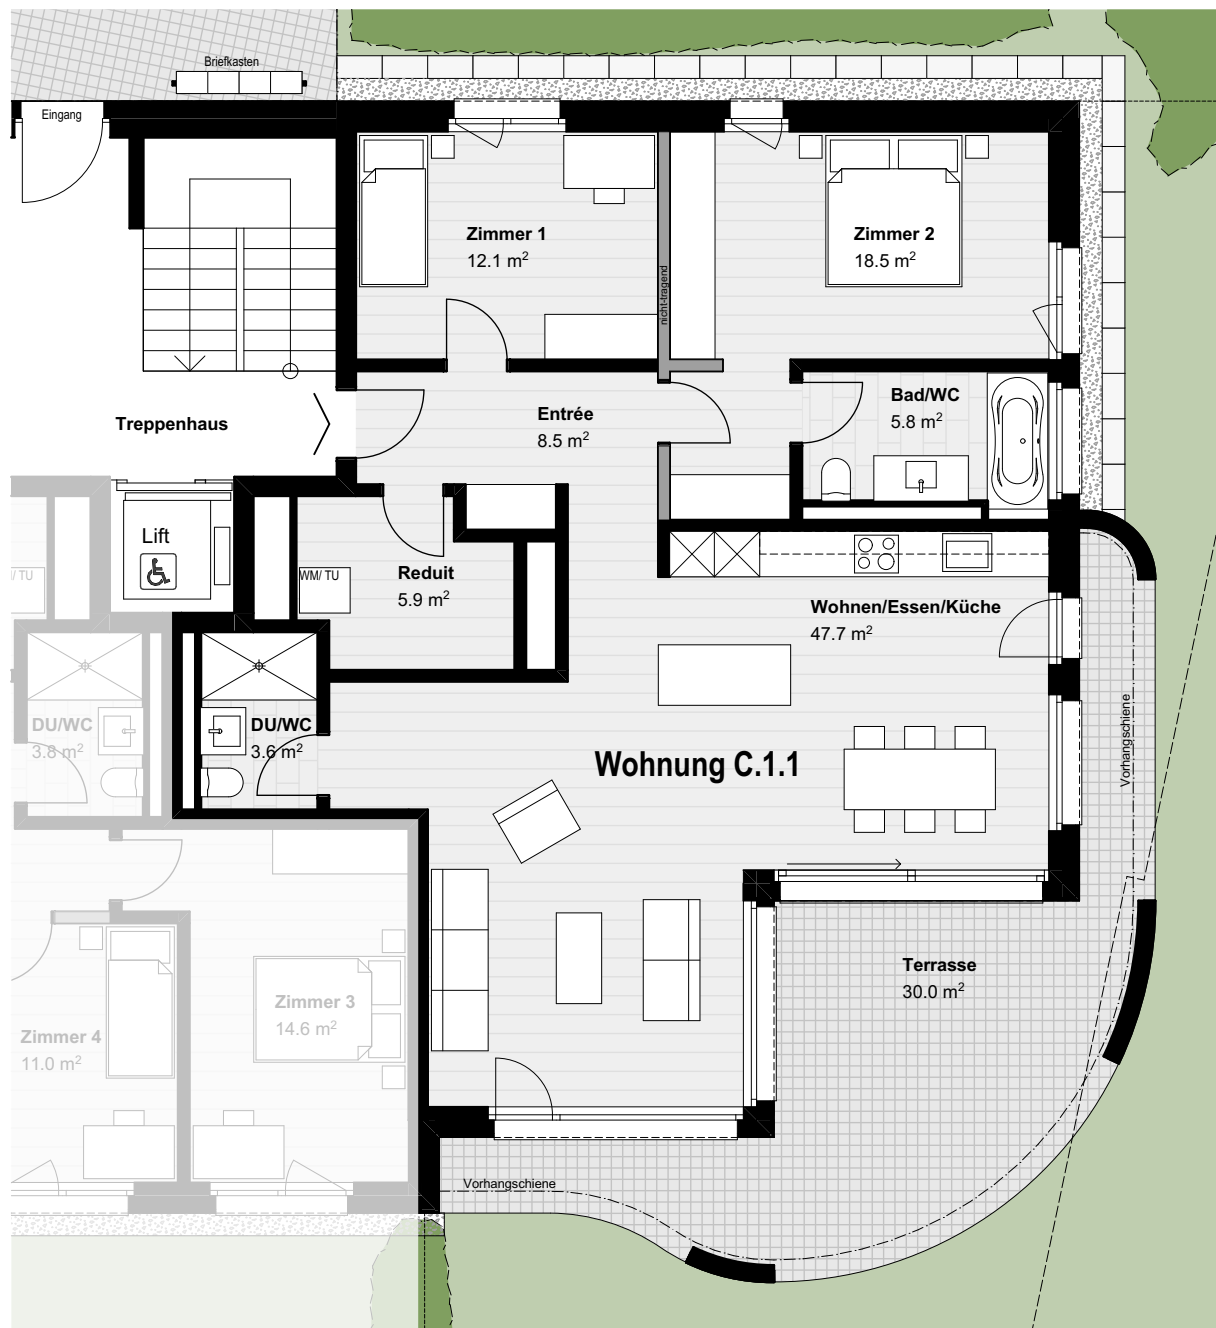 Briefkasten
Eingang
Zimmer 1
12.1 m²
Zimmer 2
18.5 m²
nicht-tragend
Treppenhaus
Entrée
8.5 m²
Bad/WC
5.8 m²
Lift
WM/ TU
Reduit
5.9 m²
Wohnen/Essen/Küche
47.7 m²
DU/WC
3.8 m²
DU/WC
3.6 m²
Wohnung C.1.1
Vorhangschiene
Terrasse
30.0 m²
Zimmer 3
14.6 m²
Zimmer 4
11.0 m²
Vorhangschiene